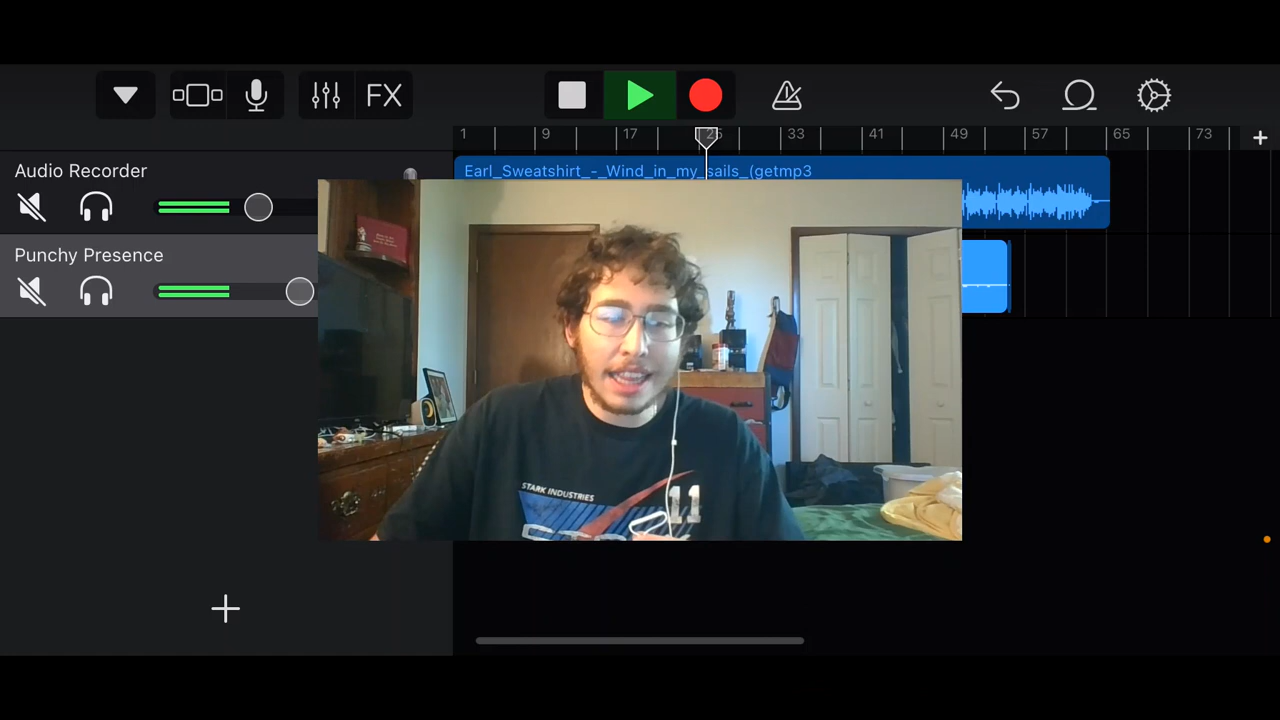 FX
1 9 17 25 33 41 49 57 65 73
Audio Recorder
Earl_Sweatshirt_-_Wind_in_my_sails_(getmp3
Punchy Presence
STARK INDUSTRIES
11